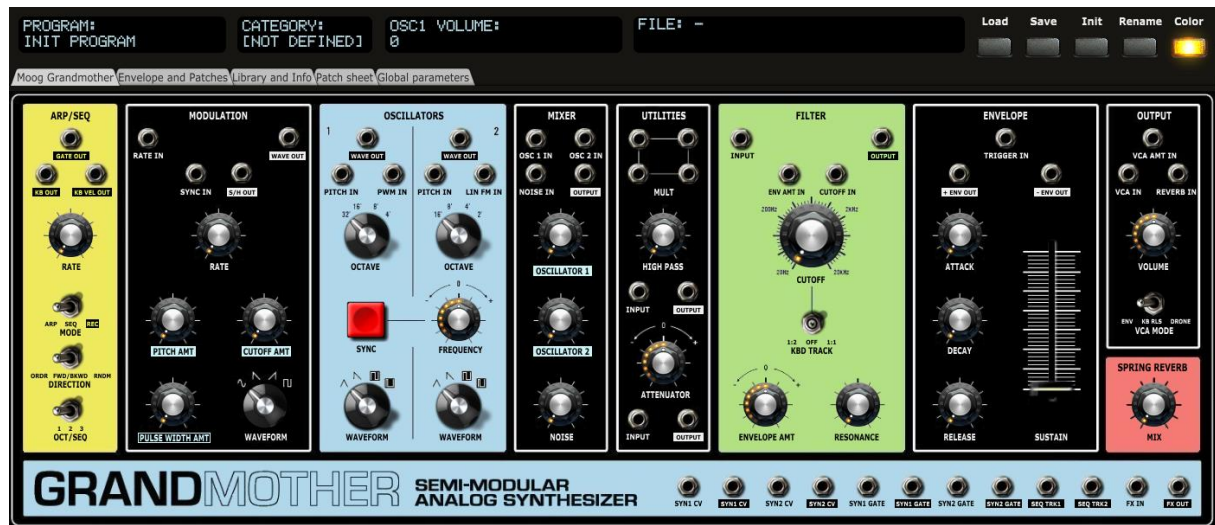 PROGRAM:
INIT PROGRAM
CATEGORY:
[NOT DEFINED]
OSC1 VOLUME:
0
FILE: -
Load Save Init Rename Color
Moog Grandmother Envelope and Patches Library and Info Patch sheet Global parameters
ARP/SEQ
GATE OUT
KB OUT KB VEL OUT
RATE
ARP SEQ REC
MODE
ORDR FWD/BKWD RNDM
DIRECTION
1 2 3
OCT/SEQ
MODULATION
RATE IN WAVE OUT
SYNC IN S/H OUT
RATE
PITCH AMT CUTOFF AMT
PULSE WIDTH AMT WAVEFORM
OSCILLATORS
1 2
WAVE OUT WAVE OUT
PITCH IN PWM IN PITCH IN LIN FM IN
32' 16' 8' 4' 16' 8' 4' 2'
OCTAVE OCTAVE
0
- +
SYNC FREQUENCY
WAVEFORM WAVEFORM
MIXER
OSC 1 IN OSC 2 IN
NOISE IN OUTPUT
OSCILLATOR 1
OSCILLATOR 2
NOISE
UTILITIES
MULT
HIGH PASS
INPUT OUTPUT
0
- +
ATTENUATOR
INPUT OUTPUT
FILTER
INPUT OUTPUT
ENV AMT IN CUTOFF IN
200Hz 2kHz
20Hz 20kHz
CUTOFF
1:2 OFF 1:1
KBD TRACK
0
- +
ENVELOPE AMT RESONANCE
ENVELOPE
TRIGGER IN
+ ENV OUT - ENV OUT
ATTACK
DECAY
RELEASE SUSTAIN
OUTPUT
VCA AMT IN
VCA IN REVERB IN
VOLUME
ENV KB RLS DRONE
VCA MODE
SPRING REVERB
MIX
GRANDMOTHER
SEMI-MODULAR
ANALOG SYNTHESIZER
SYN1 CV SYN1 CV SYN2 CV SYN2 CV SYN1 GATE SYN1 GATE SYN2 GATE SYN2 GATE SEQ TRK1 SEQ TRK2 FX IN FX OUT